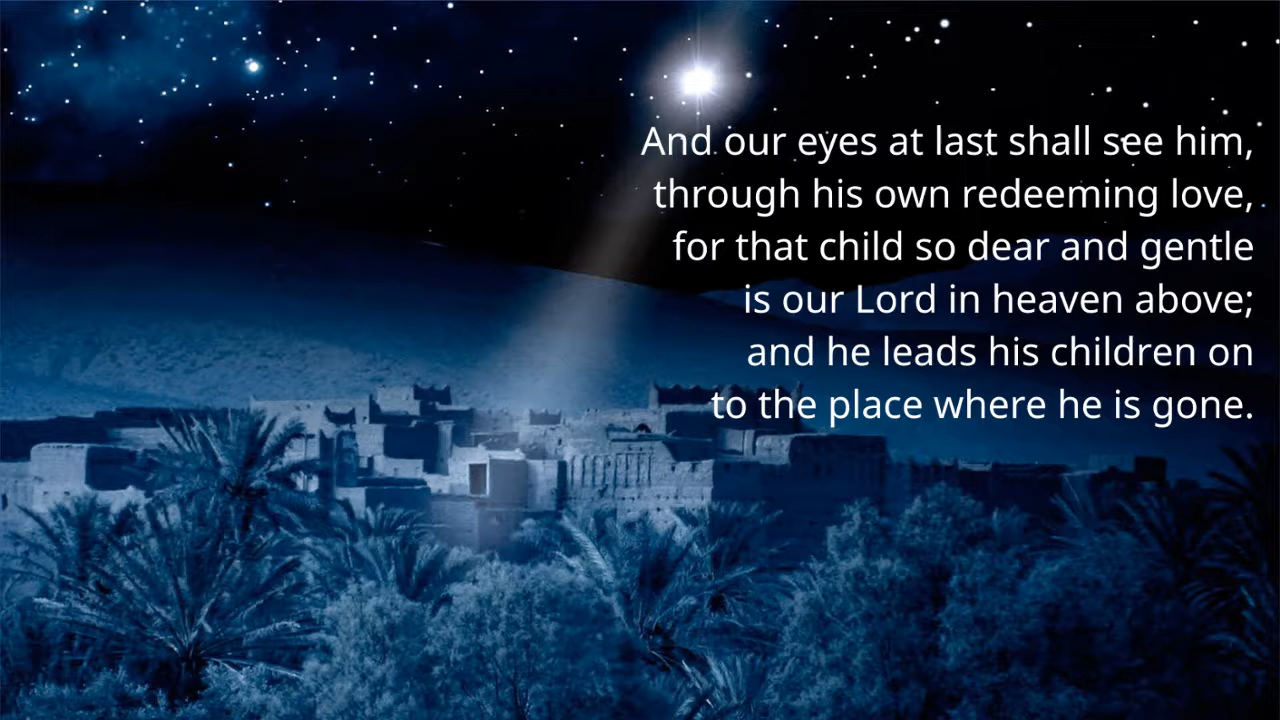 And our eyes at last shall see him,
through his own redeeming love,
for that child so dear and gentle
is our Lord in heaven above;
and he leads his children on
to the place where he is gone.